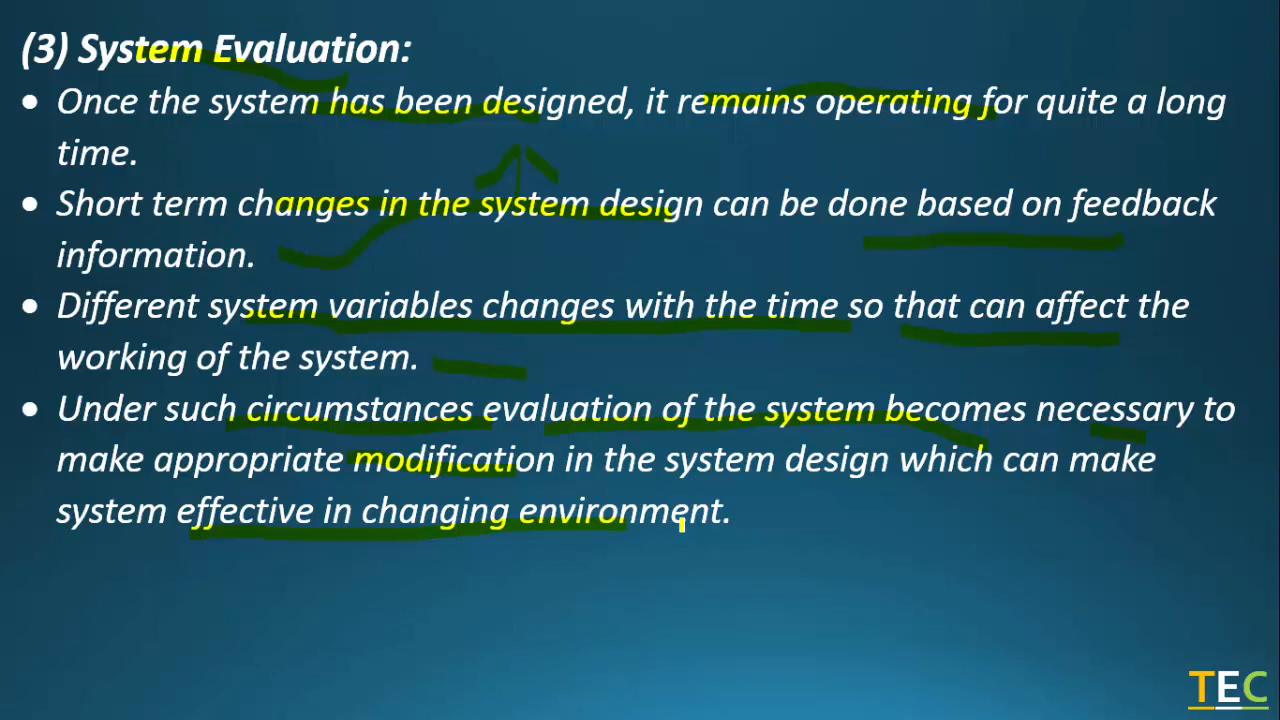 (3) System Evaluation:
• Once the system has been designed, it remains operating for quite a long
time.
• Short term changes in the system design can be done based on feedback
information.
• Different system variables changes with the time so that can affect the
working of the system.
• Under such circumstances evaluation of the system becomes necessary to
make appropriate modification in the system design which can make
system effective in changing environment.
TEC